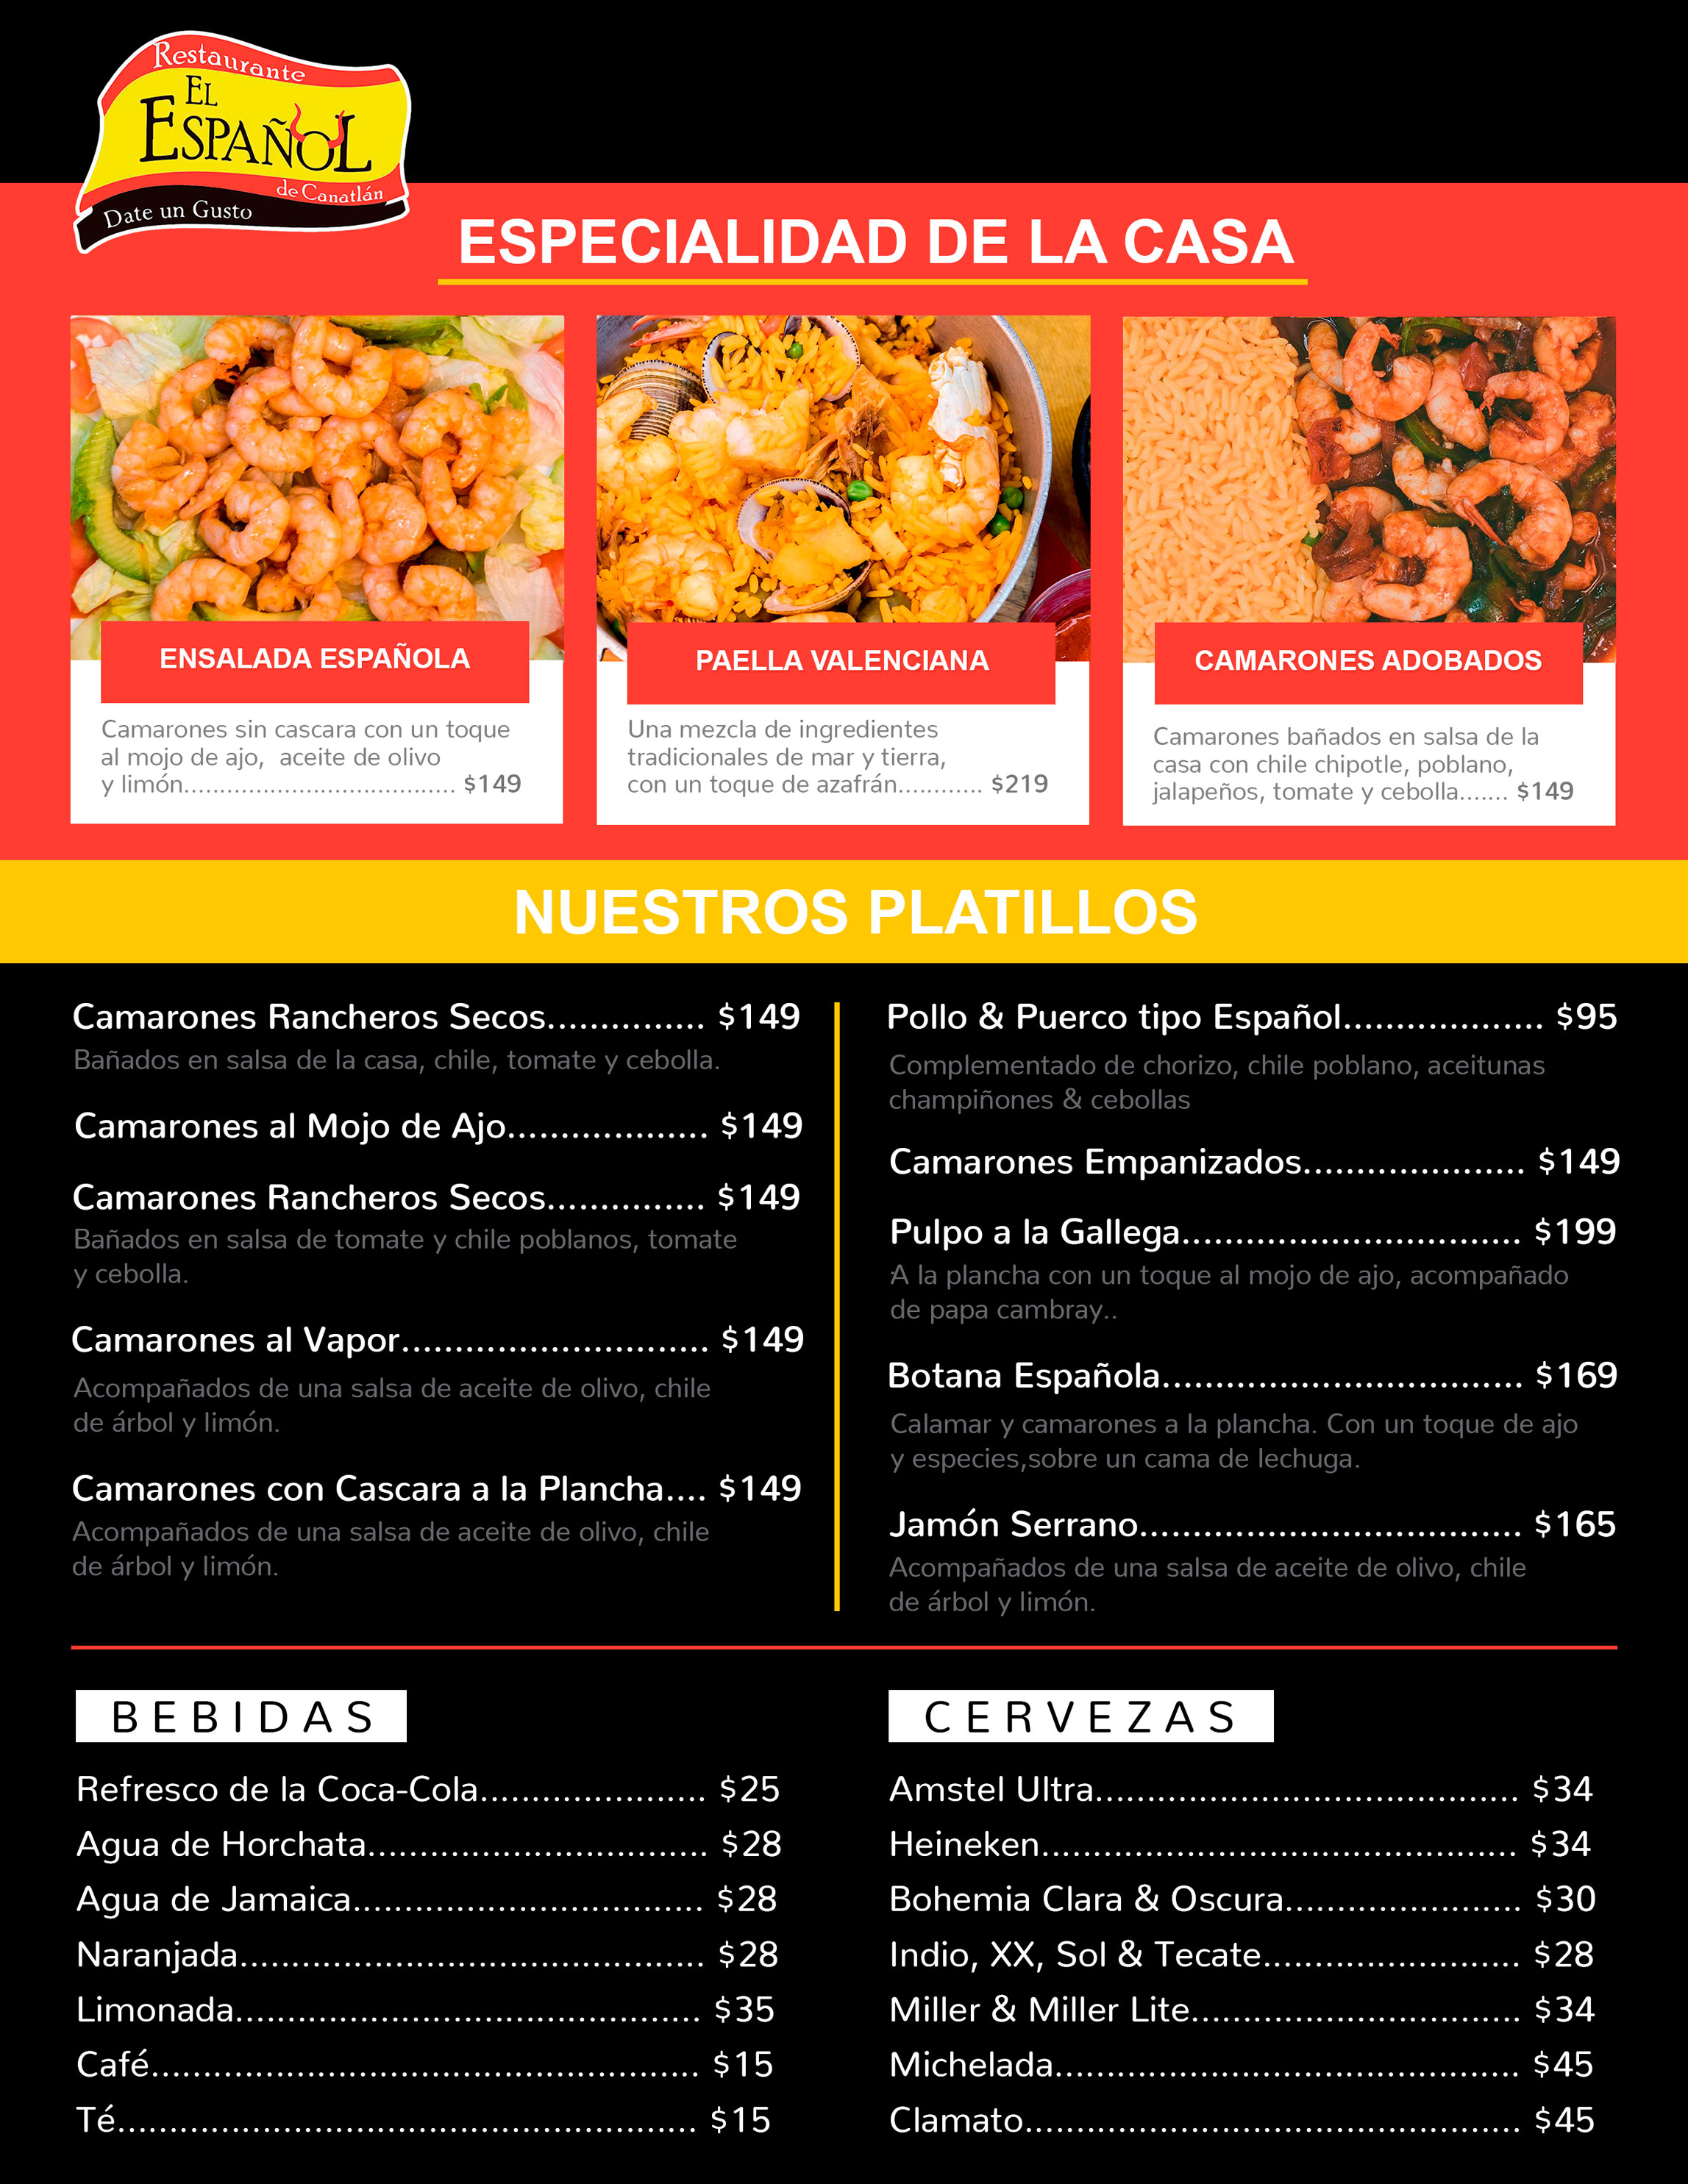 Restaurante
EL
ESPAÑOL
de Canatlán
Date un Gusto
ESPECIALIDAD DE LA CASA
ENSALADA ESPAÑOLA
Camarones sin cascara con un toque
al mojo de ajo,  aceite de olivo
y limón..................................... $149
PAELLA VALENCIANA
Una mezcla de ingredientes
tradicionales de mar y tierra,
con un toque de azafrán............ $219
CAMARONES ADOBADOS
Camarones bañados en salsa de la
casa con chile chipotle, poblano,
jalapeños, tomate y cebolla....... $149
NUESTROS PLATILLOS
Camarones Rancheros Secos............... $149
Bañados en salsa de la casa, chile, tomate y cebolla.
Camarones al Mojo de Ajo................... $149
Camarones Rancheros Secos............... $149
Bañados en salsa de tomate y chile poblanos, tomate
y cebolla.
Camarones al Vapor............................. $149
Acompañados de una salsa de aceite de olivo, chile
de árbol y limón.
Camarones con Cascara a la Plancha.... $149
Acompañados de una salsa de aceite de olivo, chile
de árbol y limón.
Pollo & Puerco tipo Español................... $95
Complementado de chorizo, chile poblano, aceitunas
champiñones & cebollas
Camarones Empanizados..................... $149
Pulpo a la Gallega................................ $199
A la plancha con un toque al mojo de ajo, acompañado
de papa cambray..
Botana Española.................................. $169
Calamar y camarones a la plancha. Con un toque de ajo
y especies,sobre un cama de lechuga.
Jamón Serrano.................................... $165
Acompañados de una salsa de aceite de olivo, chile
de árbol y limón.
BEBIDAS
Refresco de la Coca-Cola...................... $25
Agua de Horchata................................. $28
Agua de Jamaica.................................. $28
Naranjada............................................. $28
Limonada............................................. $35
Café..................................................... $15
Té........................................................ $15
CERVEZAS
Amstel Ultra......................................... $34
Heineken.............................................. $34
Bohemia Clara & Oscura....................... $30
Indio, XX, Sol & Tecate......................... $28
Miller & Miller Lite................................ $34
Michelada............................................. $45
Clamato................................................ $45